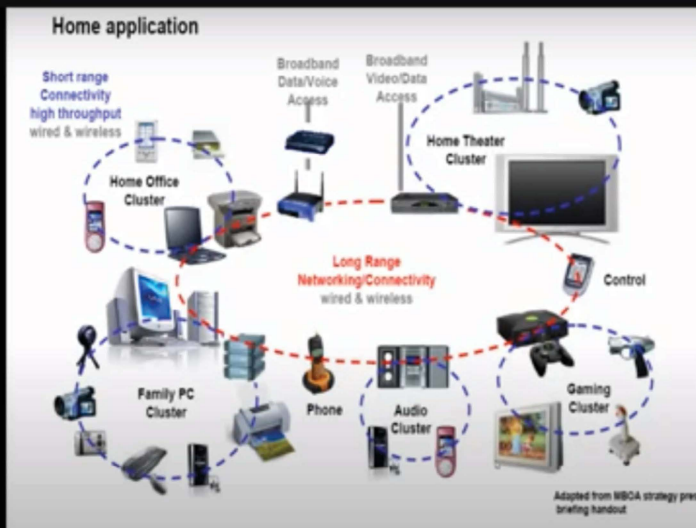 Home application
Short range
Connectivity
high throughput
wired & wireless
Broadband
Data/Voice
Access
Broadband
Video/Data
Access
Home Theater
Cluster
Home Office
Cluster
Long Range
Networking/Connectivity
wired & wireless
Control
Family PC
Cluster
Phone
Audio
Cluster
Gaming
Cluster
Adapted from MBOA strategy pres
briefing handout